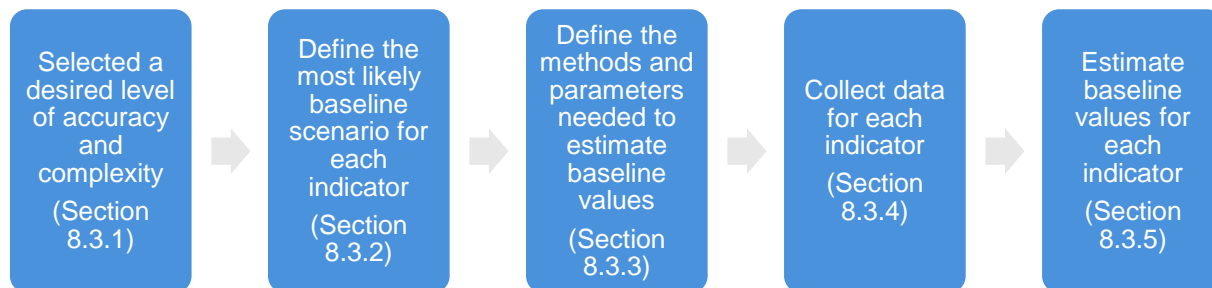 Selected a
desired level
of accuracy
and
complexity
(Section
8.3.1)
Define the
most likely
baseline
scenario for
each
indicator
(Section
8.3.2)
Define the
methods and
parameters
needed to
estimate
baseline
values
(Section
8.3.3)
Collect data
for each
indicator
(Section
8.3.4)
Estimate
baseline
values for
each
indicator
(Section
8.3.5)